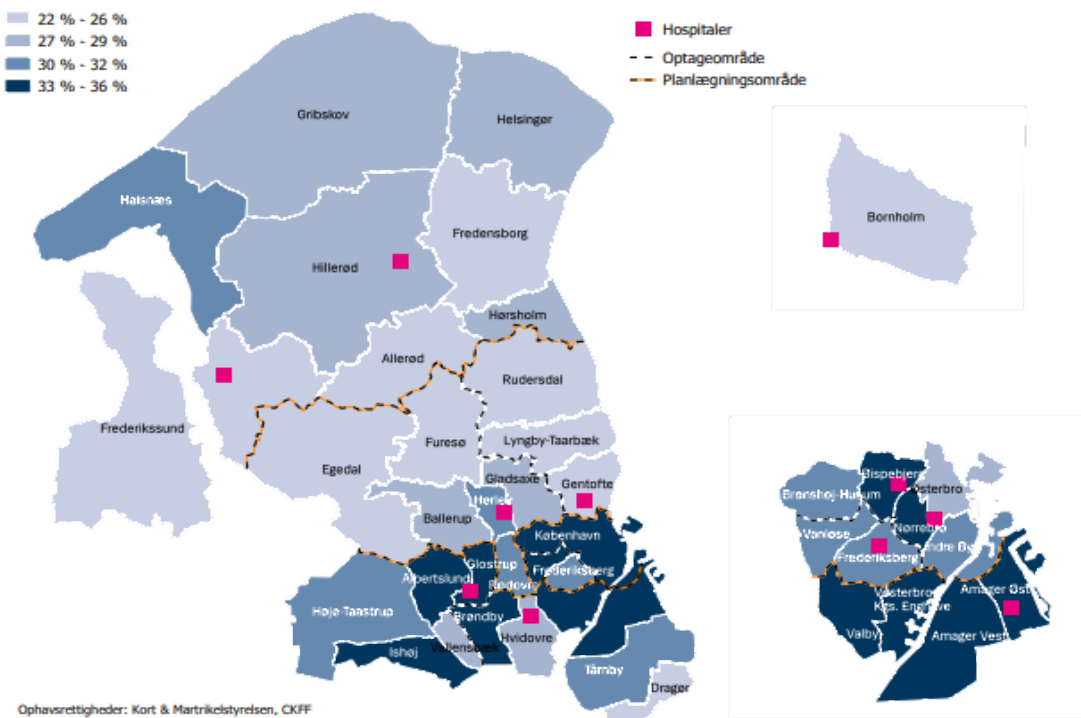 22 % - 26 %
27 % - 29 %
30 % - 32 %
33 % - 36 %
Hospitaler
Optageområde
Planlægningsområde
Gribskov
Helsingør
Halsnæs
Fredensborg
Hillerød
Hørsholm
Allerød
Rudersdal
Frederikssund
Furesø
Lyngby-Taarbæk
Egedal
Gladsaxe
Gentofte
Herlev
Ballerup
København
Glostrup
Albertslund
Frederiksberg
Rødovre
Høje-Taastrup
Brøndby
Hvidovre
Vallensbæk
Ishøj
Tårnby
Dragør
Bornholm
Bispebjerg
Østerbro
Brønshøj-Husum
Nørrebro
Vanløse
Indre By
Frederiksberg
Vesterbro
Kgs. Enghave
Amager Øst
Valby
Amager Vest
Ophavsrettigheder: Kort & Martrikelstyrelsen, CKFF